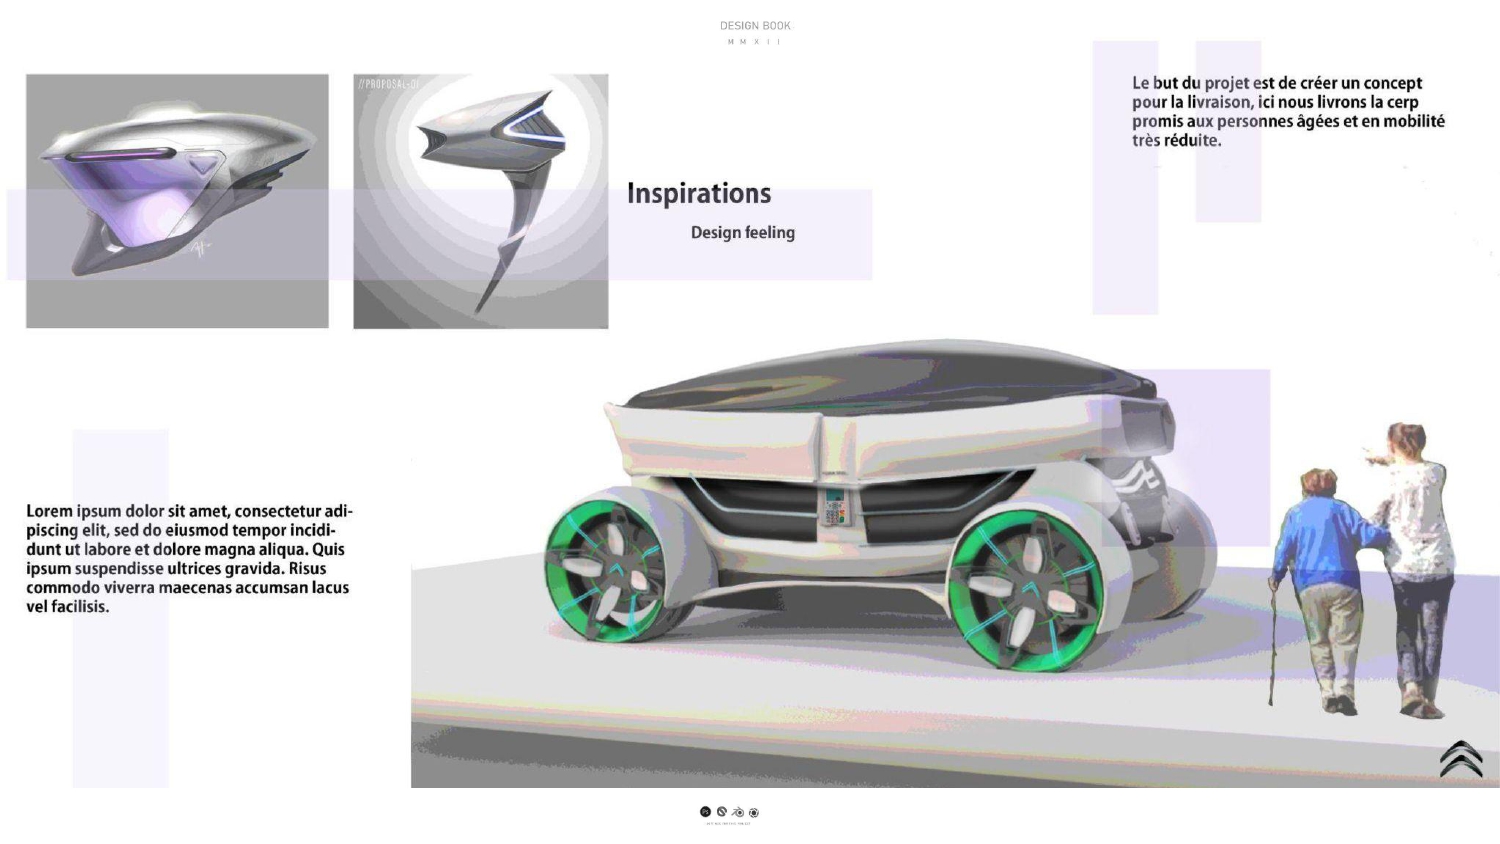 DESIGN BOOK
M M X I I
//PROPOSAL-01
Le but du projet est de créer un concept
pour la livraison, ici nous livrons la cerp
promis aux personnes âgées et en mobilité
très réduite.
Inspirations
Design feeling
Lorem ipsum dolor sit amet, consectetur adi-
piscing elit, sed do eiusmod tempor incidi-
dunt ut labore et dolore magna aliqua. Quis
ipsum suspendisse ultrices gravida. Risus
commodo viverra maecenas accumsan lacus
vel facilisis.
Ps